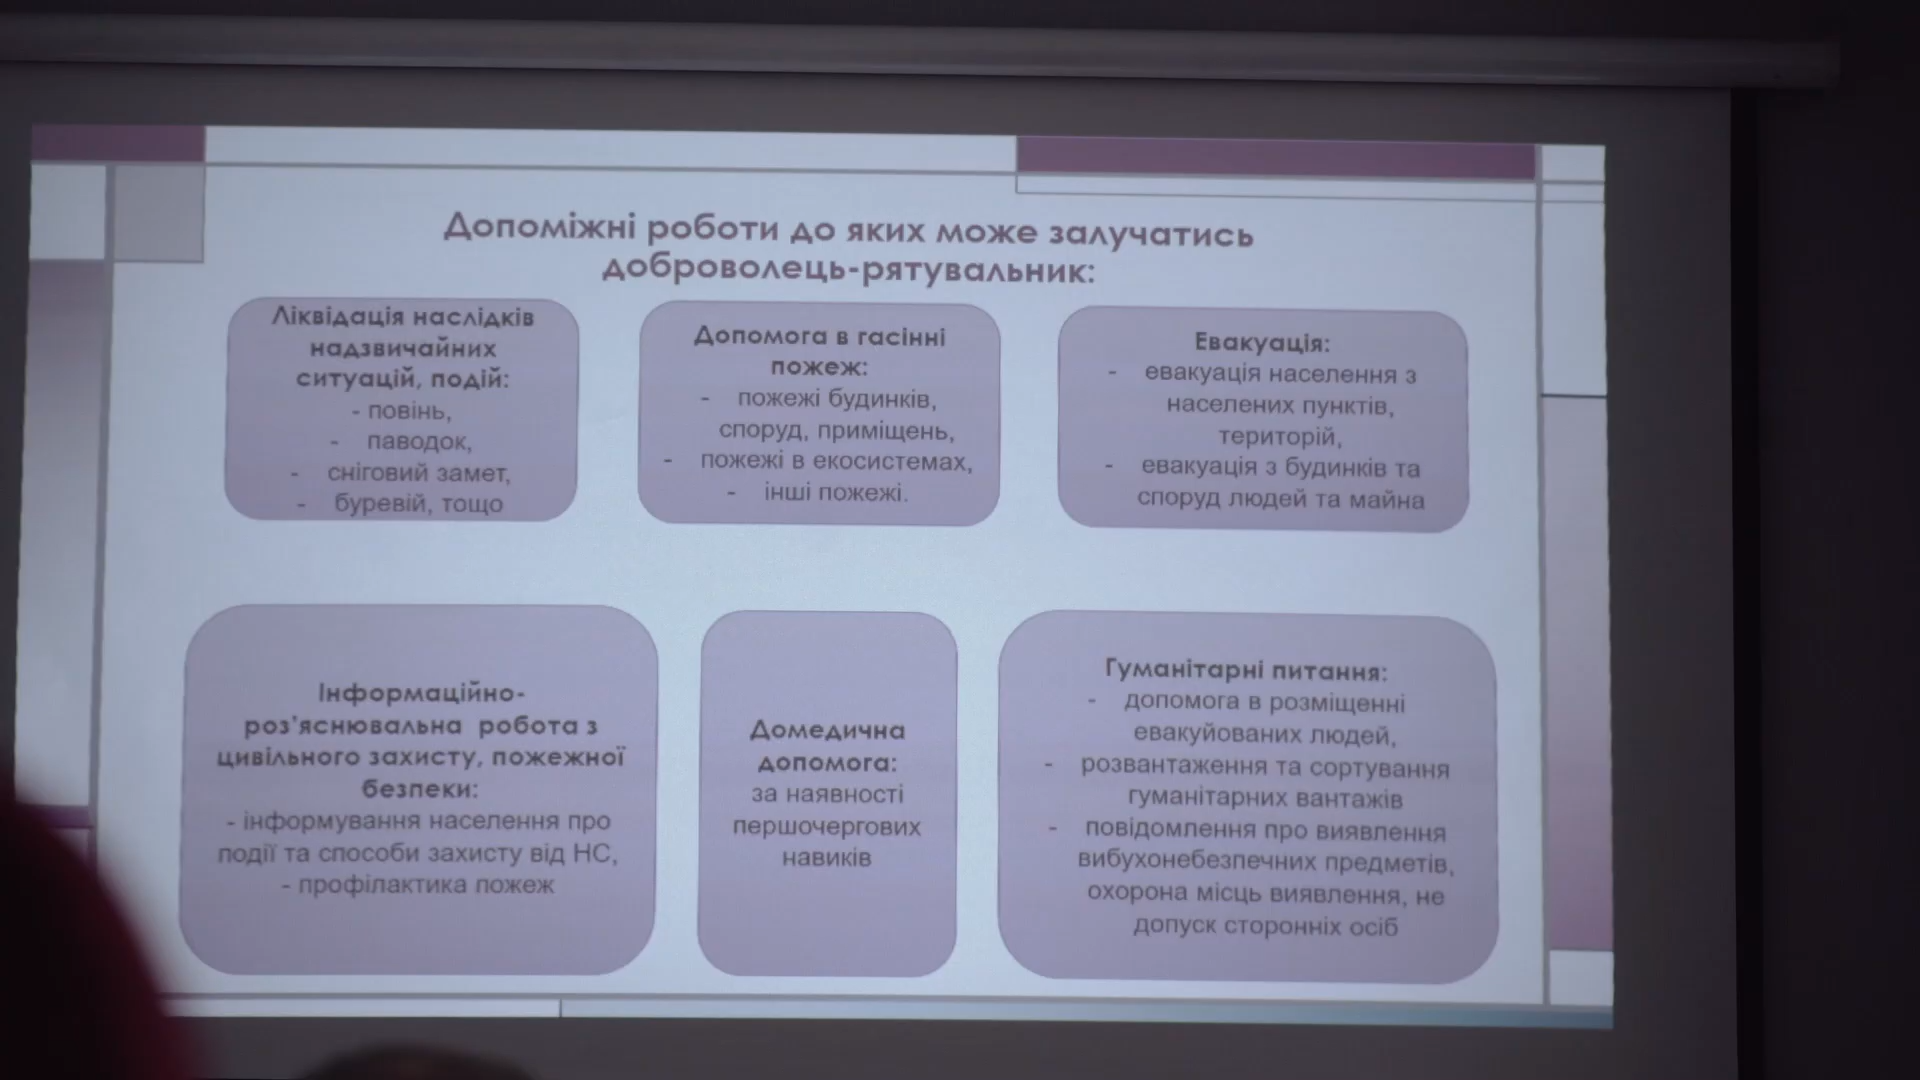 Допоміжні роботи до яких може залучатись
доброволець-рятувальник:
Ліквідація наслідків
надзвичайних
ситуацій, подій:
- повінь,
- паводок,
- сніговий замет,
- буревій, тощо
Допомога в гасінні
пожеж:
- пожежі будинків,
споруд, приміщень,
- пожежі в екосистемах,
- інші пожежі.
Евакуація:
- евакуація населення з
населених пунктів,
територій,
- евакуація з будинків та
споруд людей та майна
Інформаційно-
роз'яснювальна робота з
цивільного захисту, пожежної
безпеки:
- інформування населення про
події та способи захисту від НС,
- профілактика пожеж
Домедична
допомога:
за наявності
першочергових
навиків
Гуманітарні питання:
- допомога в розміщенні
евакуйованих людей,
- розвантаження та сортування
гуманітарних вантажів
- повідомлення про виявлення
вибухонебезпечних предметів,
охорона місць виявлення, не
допуск сторонніх осіб